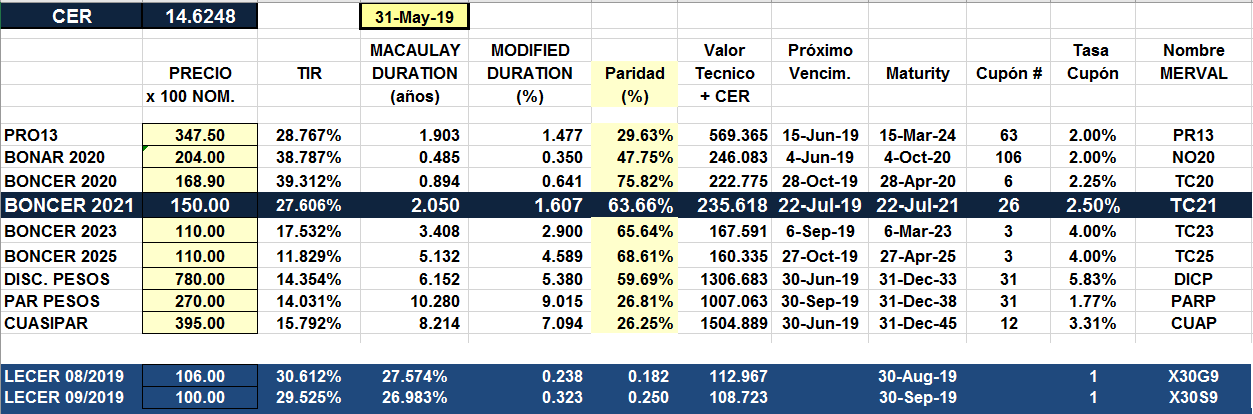 CER 14.6248 31-May-19
MACAULAY MODIFIED Valor Próximo Tasa Nombre
PRECIO TIR DURATION DURATION Paridad Tecnico Vencim. Maturity Cupón # Cupón MERVAL
x 100 NOM. (años) (%) (%) + CER
PRO13 347.50 28.767% 1.903 1.477 29.63% 569.365 15-Jun-19 15-Mar-24 63 2.00% PR13
BONAR 2020 204.00 38.787% 0.485 0.350 47.75% 246.083 4-Jun-19 4-Oct-20 106 2.00% NO20
BONCER 2020 168.90 39.312% 0.894 0.641 75.82% 222.775 28-Oct-19 28-Apr-20 6 2.25% TC20
BONCER 2021 150.00 27.606% 2.050 1.607 63.66% 235.618 22-Jul-19 22-Jul-21 26 2.50% TC21
BONCER 2023 110.00 17.532% 3.408 2.900 65.64% 167.591 6-Sep-19 6-Mar-23 3 4.00% TC23
BONCER 2025 110.00 11.829% 5.132 4.589 68.61% 160.335 27-Oct-19 27-Apr-25 3 4.00% TC25
DISC. PESOS 780.00 14.354% 6.152 5.380 59.69% 1306.683 30-Jun-19 31-Dec-33 31 5.83% DICP
PAR PESOS 270.00 14.031% 10.280 9.015 26.81% 1007.063 30-Sep-19 31-Dec-38 31 1.77% PARP
CUASIPAR 395.00 15.792% 8.214 7.094 26.25% 1504.889 30-Jun-19 31-Dec-45 12 3.31% CUAP
LECER 08/2019 106.00 30.612% 27.574% 0.238 0.182 112.967 30-Aug-19 1 X30G9
LECER 09/2019 100.00 29.525% 26.983% 0.323 0.250 108.723 30-Sep-19 1 X30S9